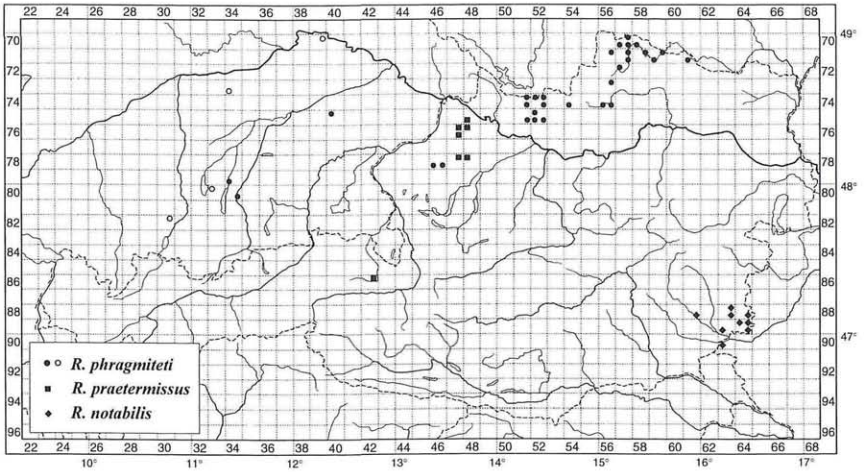 22 24 26 28 30 32 34 36 38 40 42 44 46 48 50 52 54 56 58 60 62 64 66 68
70 70 49°
72 72
74 74
76 76
78 78
80 80 48°
82 82
84 84
86 86
88 88
90 90 47°
92 R. phragmiteti 92
94 R. praetermissus 94
96 R. notabilis 96
22 24 26 28 30 32 34 36 38 40 42 44 46 48 50 52 54 56 58 60 62 64 66 68
10° 11° 12° 13° 14° 15° 16° 17°